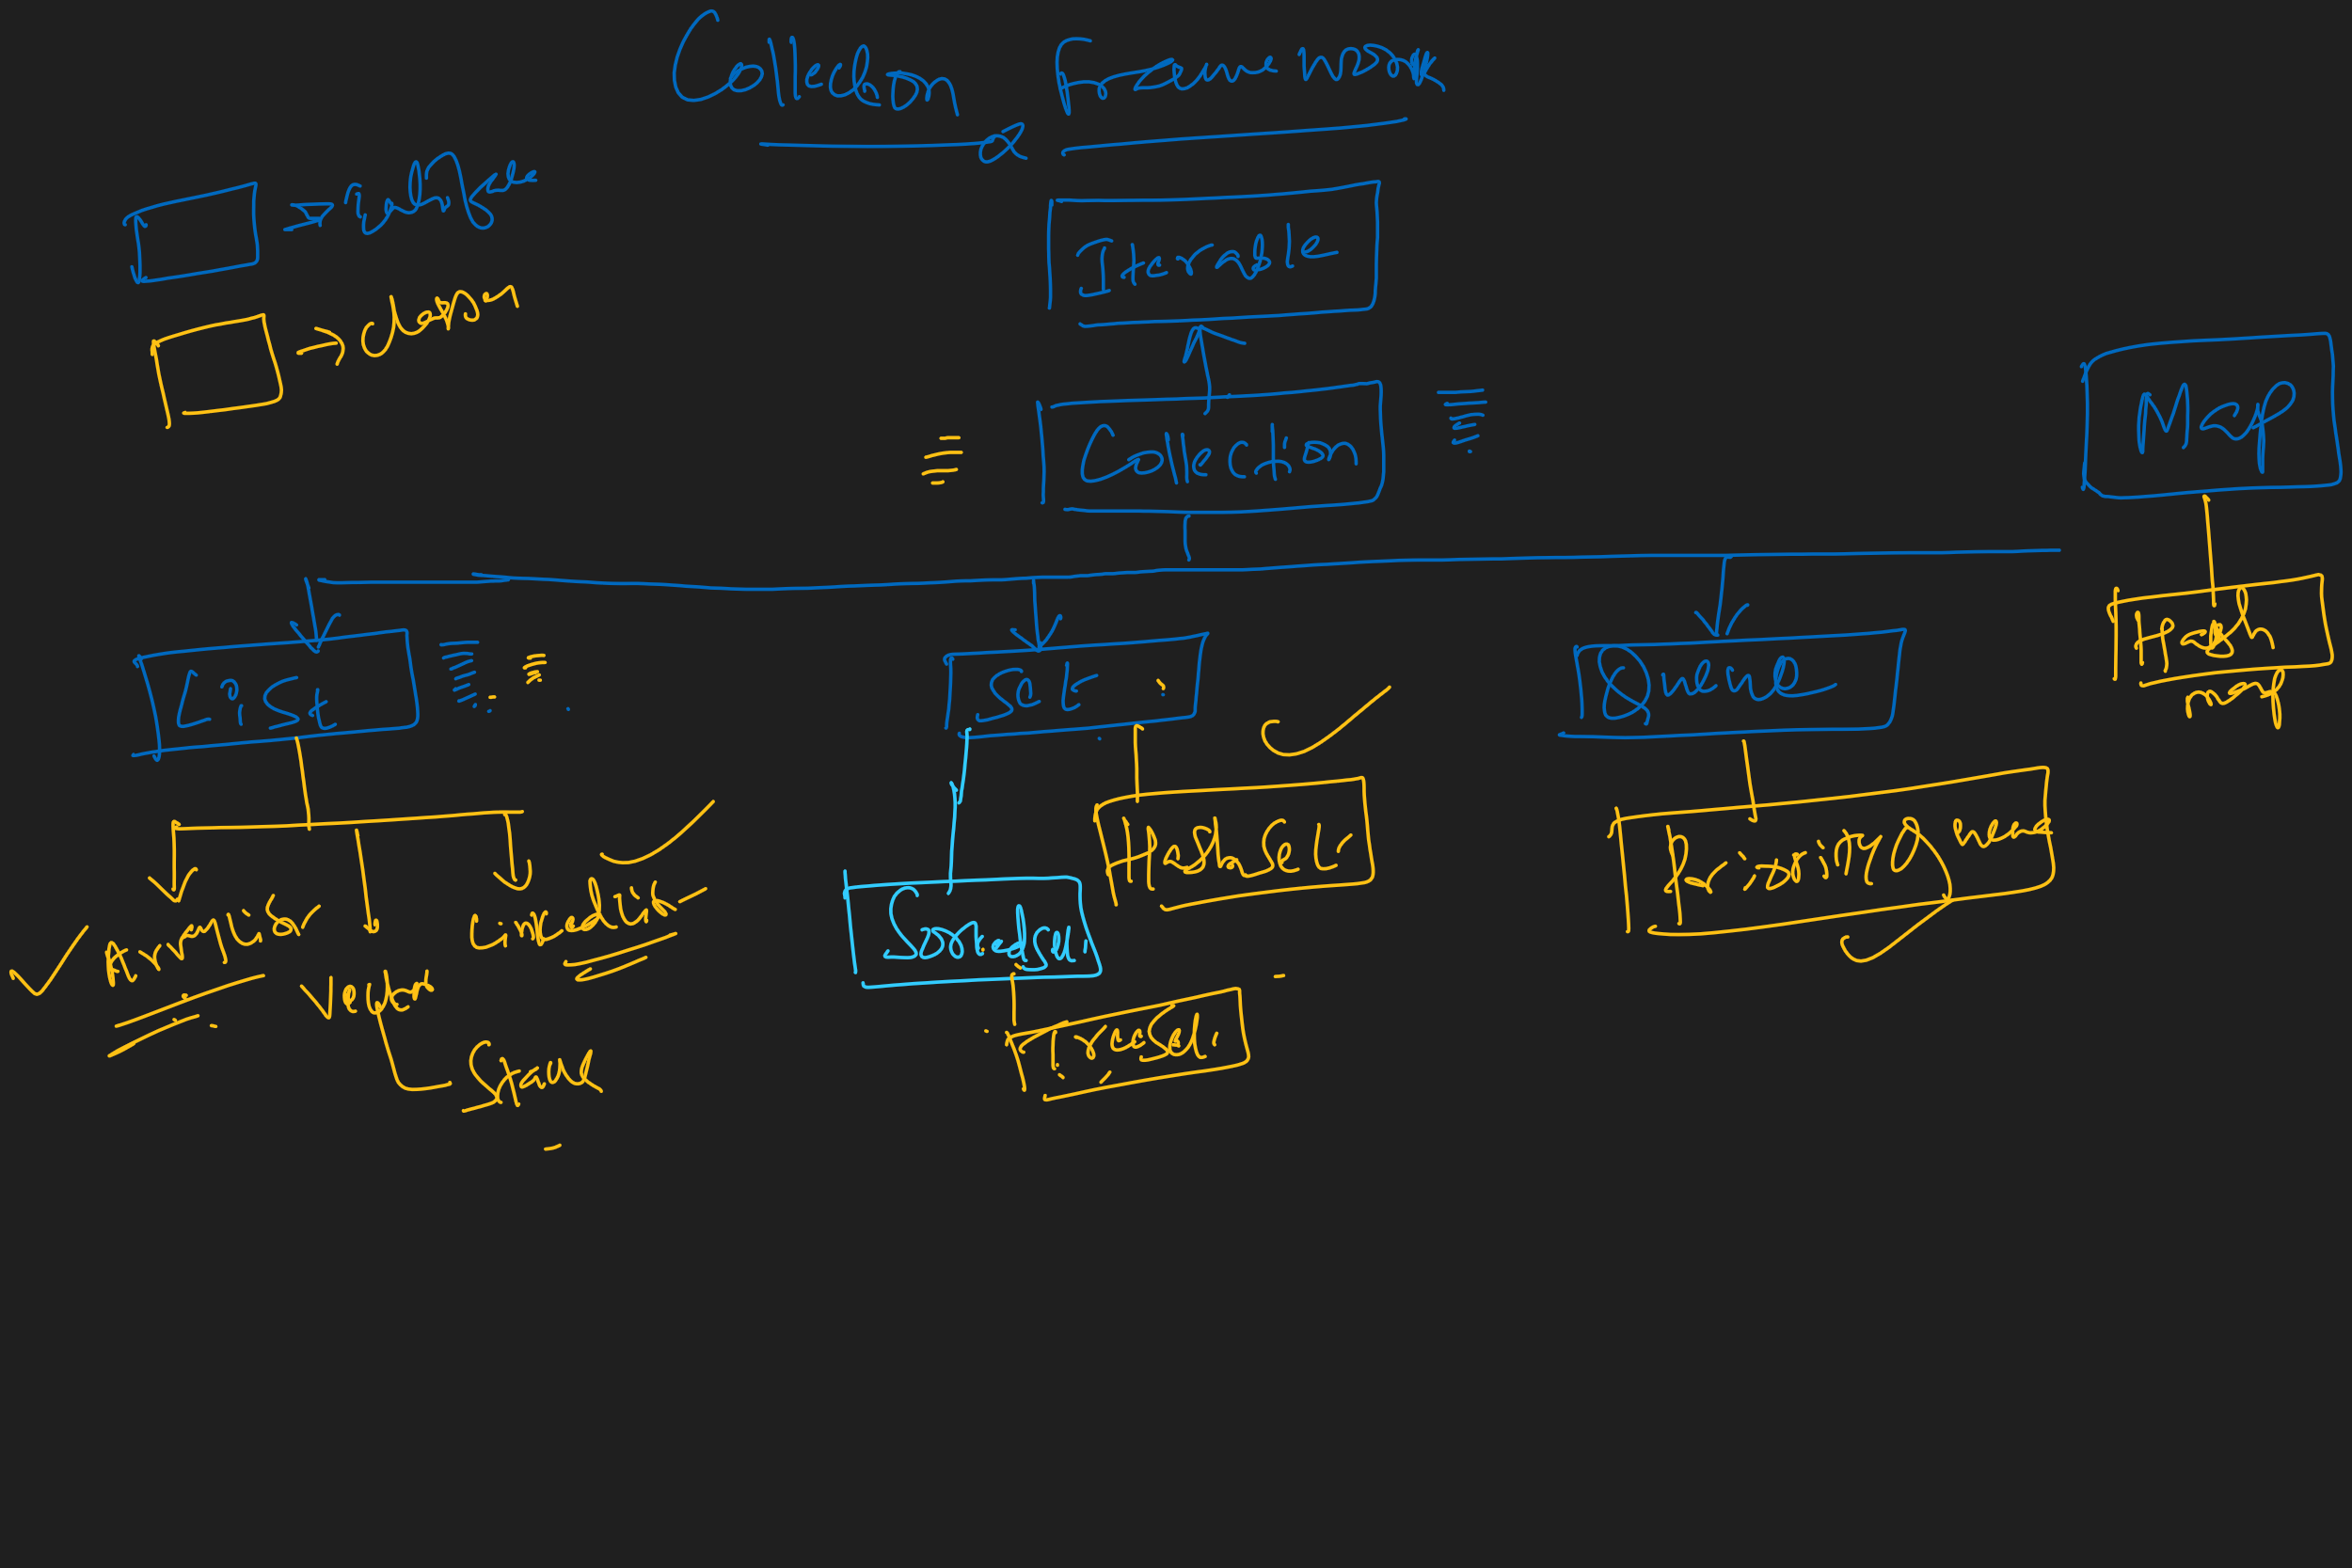 Collection Framework
→ interface
→ class
Iterable
Collection
Map
Hash
map
List
Set
Queue
HashSet
PriorityQueue
SortedSet
ArrayList
Vector
LinkedList
TreeSet
Stack